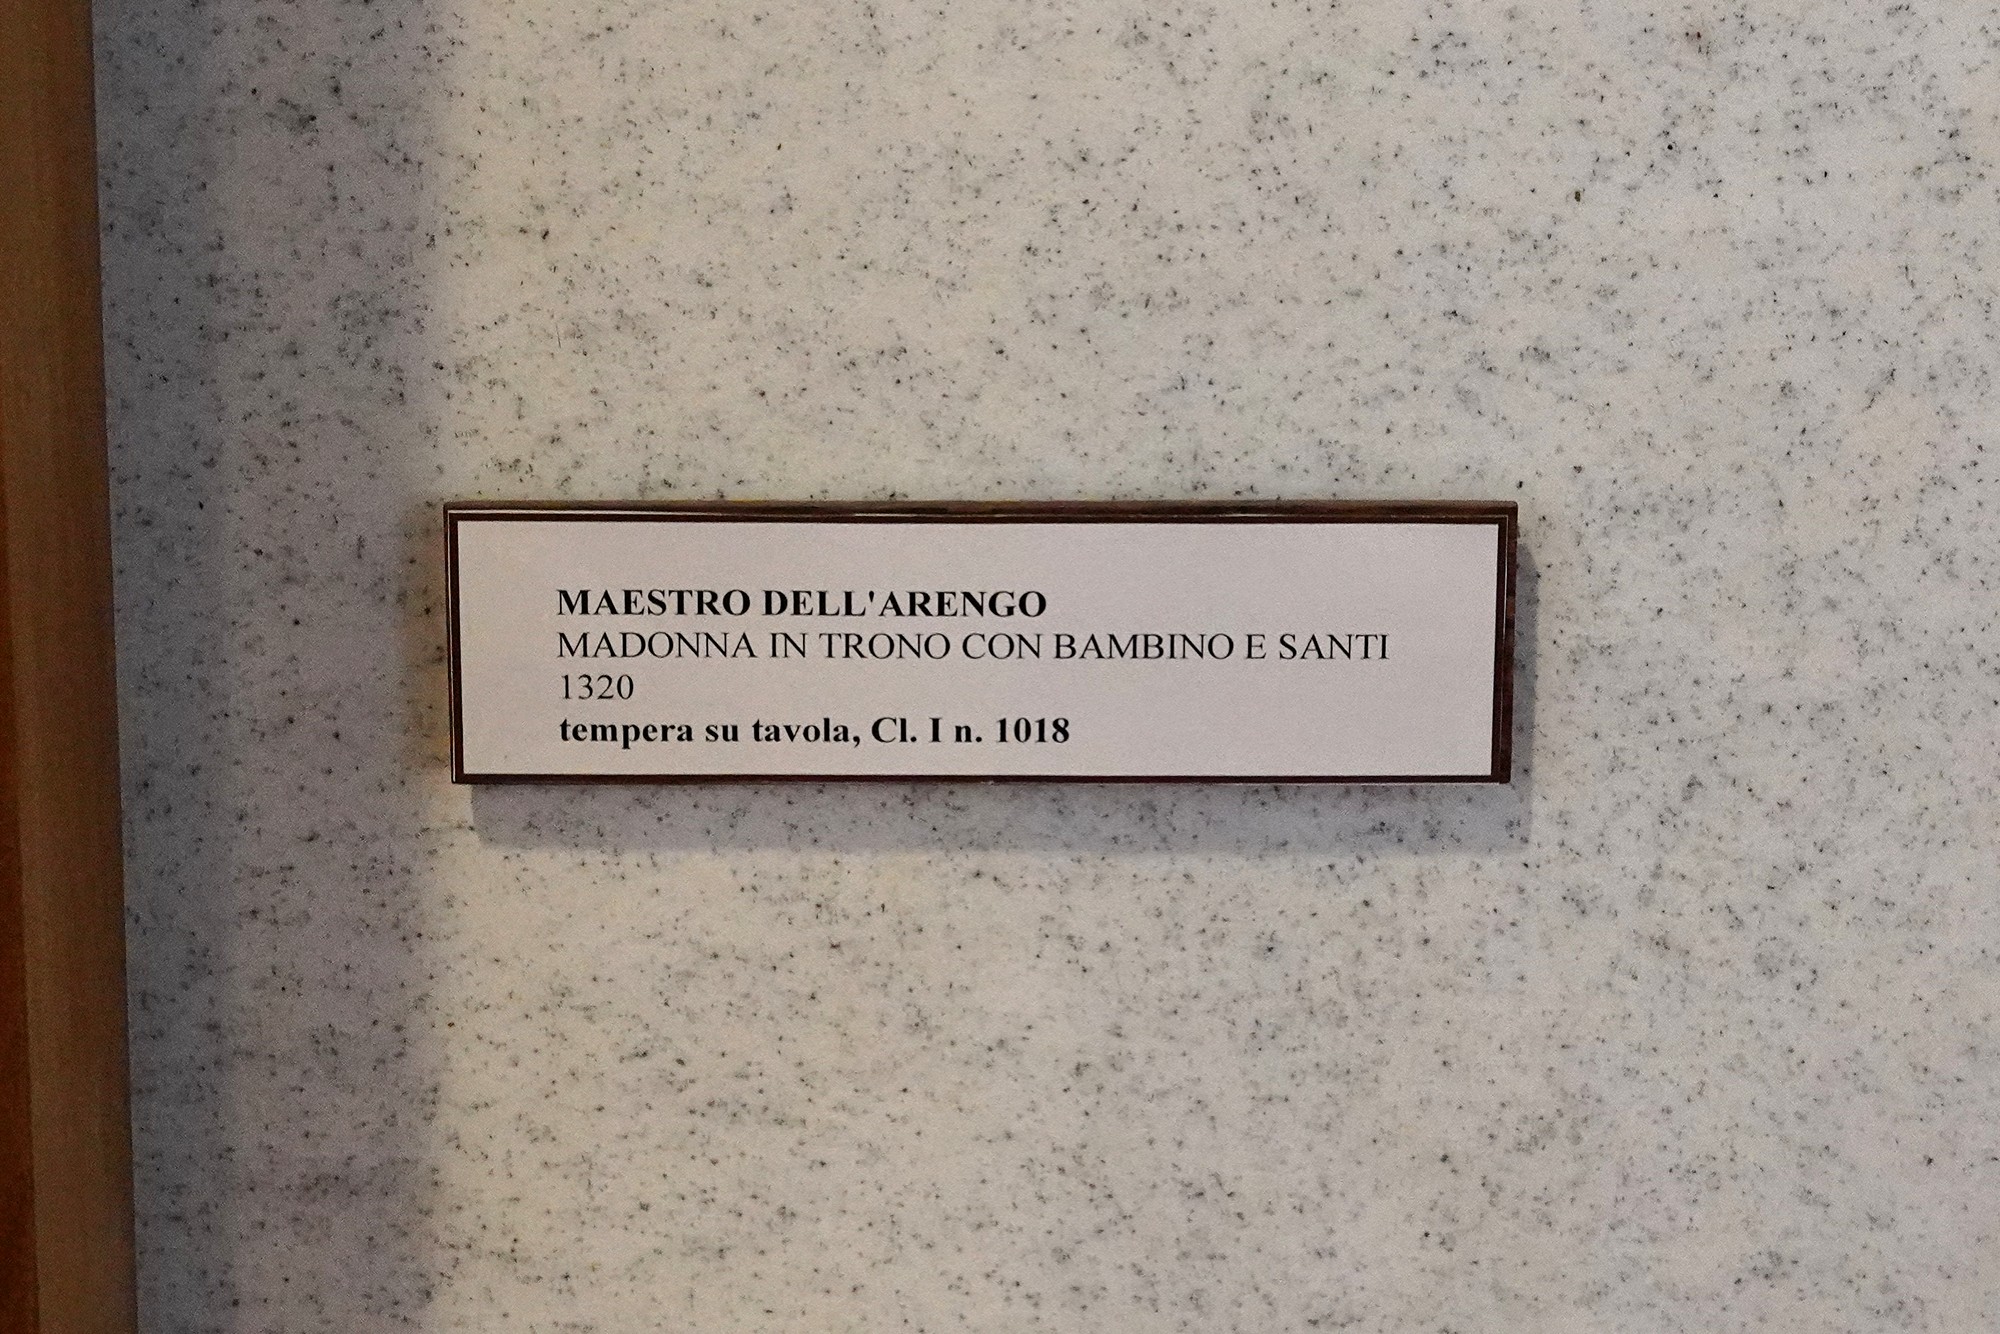 MAESTRO DELL'ARENGO
MADONNA IN TRONO CON BAMBINO E SANTI
1320
tempera su tavola, Cl. I n. 1018